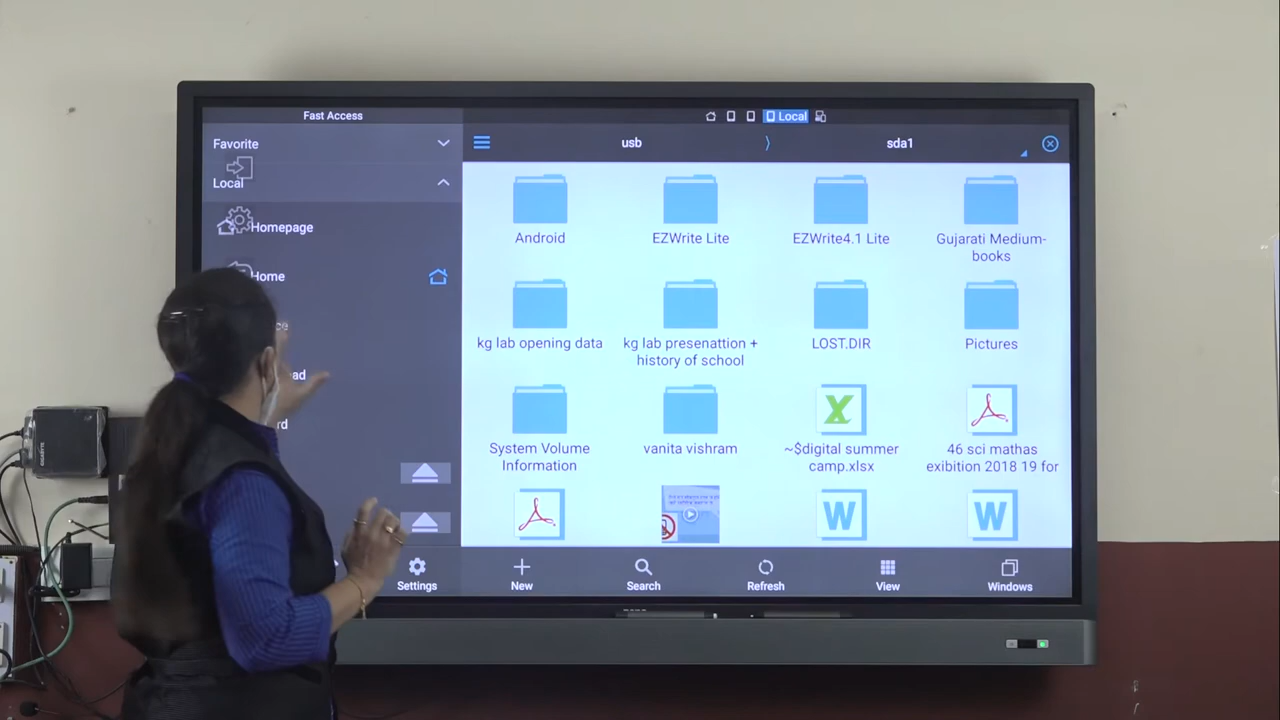 Fast Access
Local
Favorite
usb
sda1
Local
Homepage
Home
Android
EZWrite Lite
EZWrite4.1 Lite
Gujarati Medium-
books
kg lab opening data
kg lab presenattion +
history of school
LOST.DIR
Pictures
System Volume
Information
vanita vishram
~$digital summer
camp.xlsx
46 sci mathas
exibition 2018 19 for
Settings
New
Search
Refresh
View
Windows